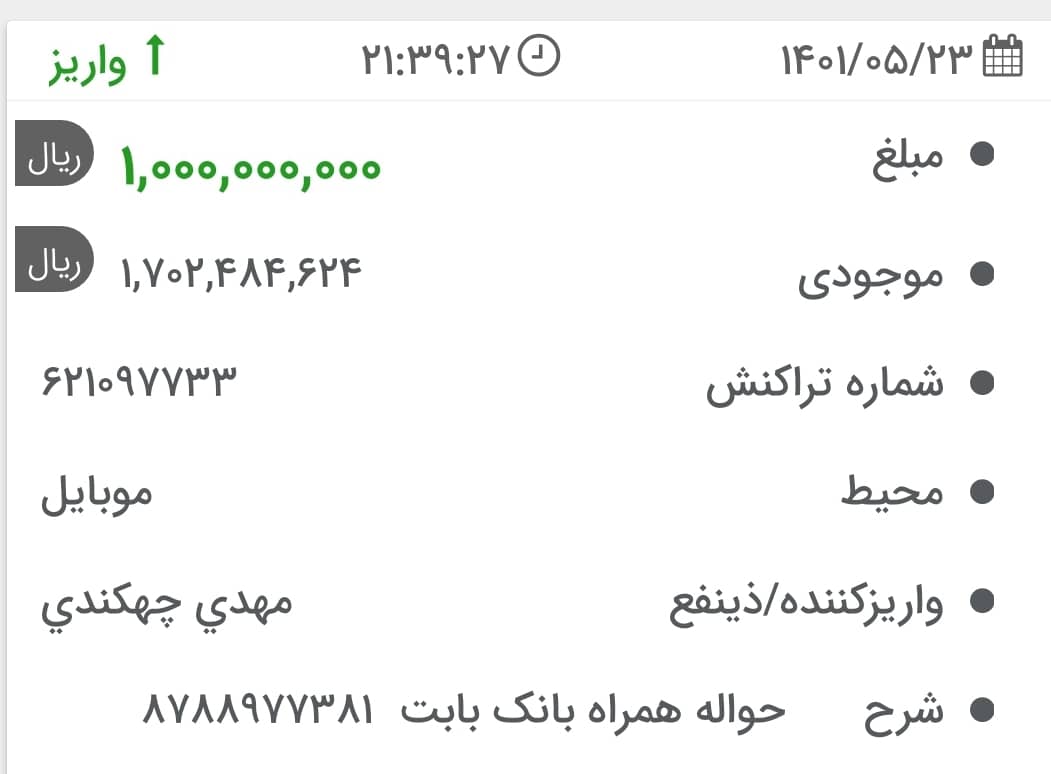 ۱۴۰۱/۰۵/۲۳ ۲۱:۳۹:۲۷ واریز
مبلغ ۱,۰۰۰,۰۰۰,۰۰۰ ریال
موجودی ۱,۷۰۲,۴۸۴,۶۲۴ ریال
شماره تراکنش ۶۲۱۰۹۷۷۳۳
محیط موبایل
واریزکننده/ذینفع مهدي چهكندي
شرح حواله همراه بانک بابت ۸۷۸۸۹۷۷۳۸۱